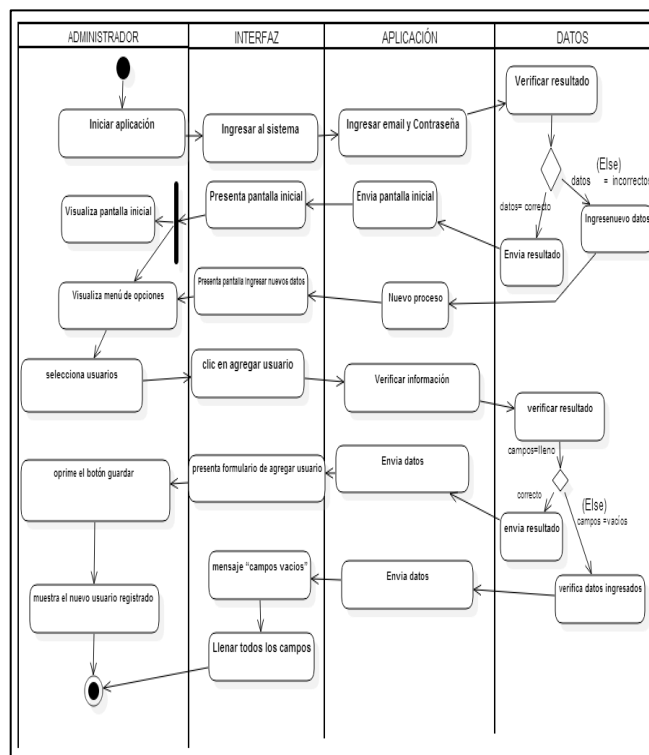 ADMINISTRADOR
INTERFAZ
APLICACIÓN
DATOS
Iniciar aplicación
Ingresar al sistema
Ingresar email y Contraseña
Verificar resultado
(Else)
datos = incorrectos
datos= correcto
Visualiza pantalla inicial
Presenta pantalla inicial
Envia pantalla inicial
Envia resultado
Ingresenuevo datos
Visualiza menú de opciones
Presenta pantalla ingresar nuevos datos
Nuevo proceso
selecciona usuarios
clic en agregar usuario
Verificar información
verificar resultado
campos=lleno
(Else)
campos =vacios
correcto
oprime el botón guardar
presenta formulario de agregar usuario
Envia datos
envia resultado
muestra el nuevo usuario registrado
mensaje "campos vacios"
Envia datos
verifica datos ingresados
Llenar todos los campos